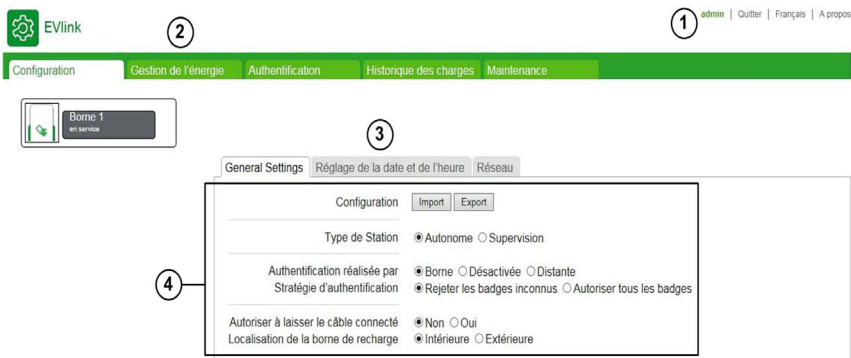 admin | Quitter | Français | A propos
1
EVlink
2
Configuration Gestion de l'énergie Authentification Historique des charges Maintenance
Borne 1
en service
3
General Settings Réglage de la date et de l'heure Réseau
Configuration Import Export
Type de Station Autonome Supervision
Authentification réalisée par Borne Désactivée Distante
4
Stratégie d'authentification Rejeter les badges inconnus Autoriser tous les badges
Autoriser à laisser le câble connecté Non Oui
Localisation de la borne de recharge Intérieure Extérieure